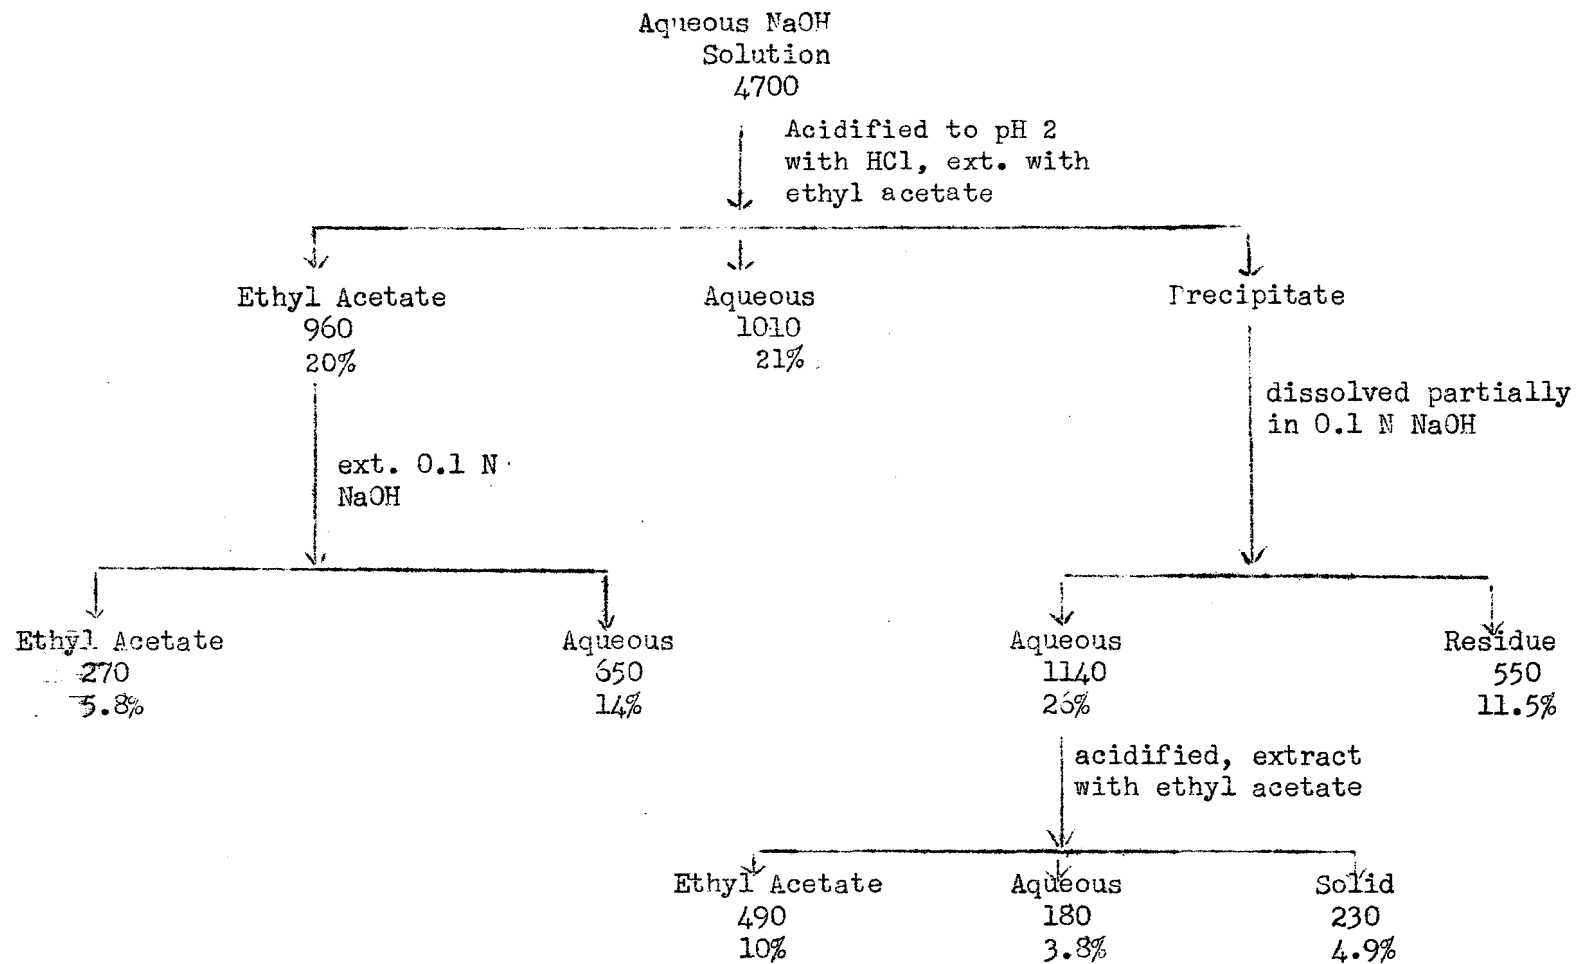 Aqueous NaOH
Solution
4700
Acidified to pH 2
with HCl, ext. with
ethyl acetate
Ethyl Acetate
960
20%
Aqueous
1010
21%
Precipitate
ext. 0.1 N
NaOH
dissolved partially
in 0.1 N NaOH
Ethyl Acetate
270
5.8%
Aqueous
650
14%
Aqueous
1140
26%
Residue
550
11.5%
acidified, extract
with ethyl acetate
Ethyl Acetate
490
10%
Aqueous
180
3.8%
Solid
230
4.9%